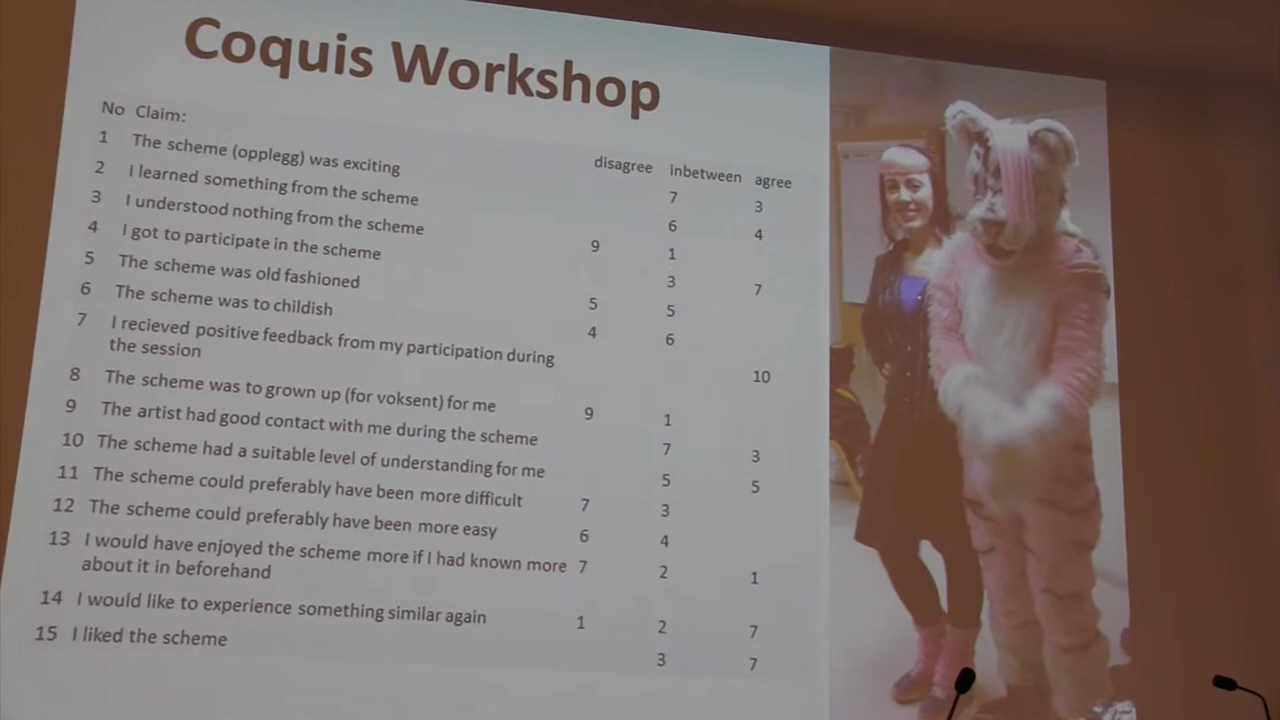 Coquis Workshop
No Claim:
disagree inbetween agree
1 The scheme (opplegg) was exciting 7 3
2 I learned something from the scheme 6 4
3 I understood nothing from the scheme 9 1
4 I got to participate in the scheme 3 7
5 The scheme was old fashioned 5 5
6 The scheme was to childish 4 6
7 I recieved positive feedback from my participation during
the session 10
8 The scheme was to grown up (for voksent) for me 9 1
9 The artist had good contact with me during the scheme 7 3
10 The scheme had a suitable level of understanding for me 5 5
11 The scheme could preferably have been more difficult 7 3
12 The scheme could preferably have been more easy 6 4
13 I would have enjoyed the scheme more if I had known more 7 2 1
about it in beforehand
14 I would like to experience something similar again 1 2 7
15 I liked the scheme 3 7